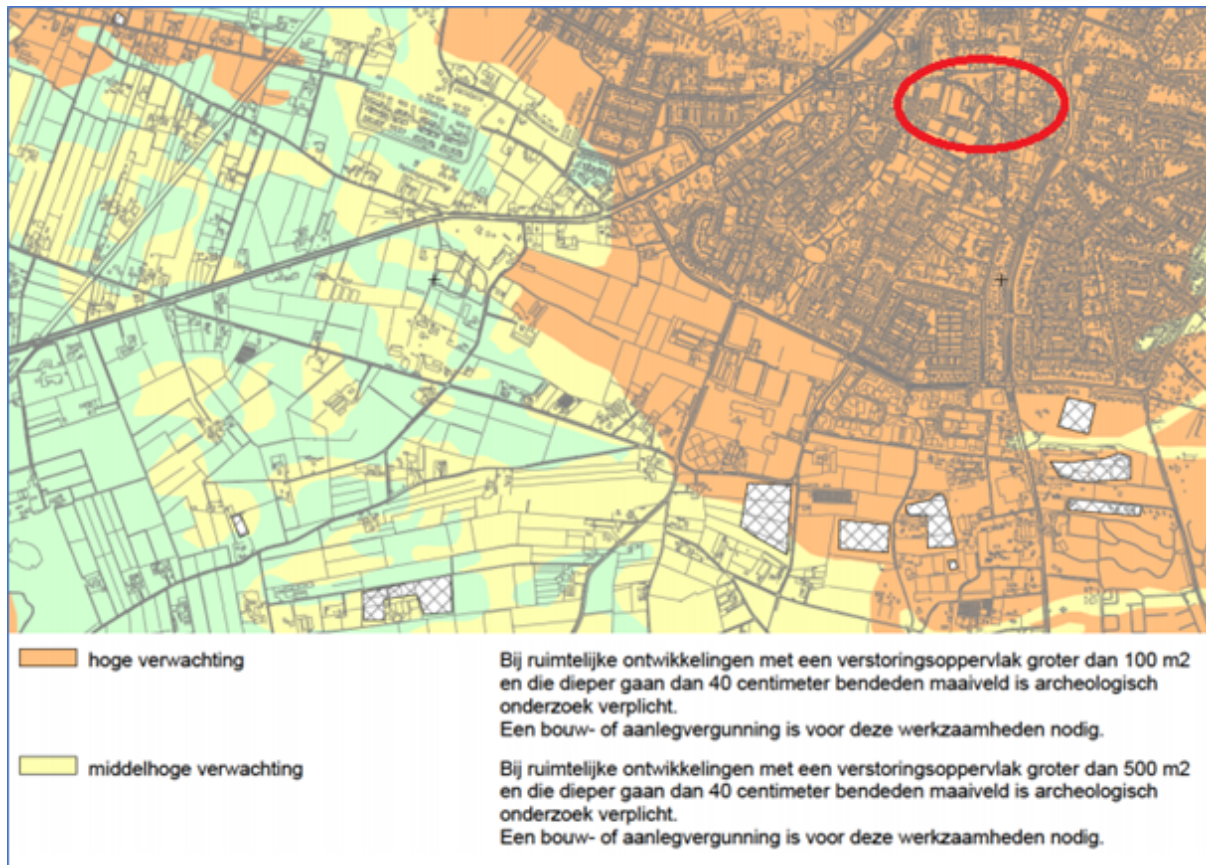 hoge verwachting
Bij ruimtelijke ontwikkelingen met een verstoringsoppervlak groter dan 100 m2
en die dieper gaan dan 40 centimeter bendeden maaiveld is archeologisch
onderzoek verplicht.
Een bouw- of aanlegvergunning is voor deze werkzaamheden nodig.
middelhoge verwachting
Bij ruimtelijke ontwikkelingen met een verstoringsoppervlak groter dan 500 m2
en die dieper gaan dan 40 centimeter bendeden maaiveld is archeologisch
onderzoek verplicht.
Een bouw- of aanlegvergunning is voor deze werkzaamheden nodig.